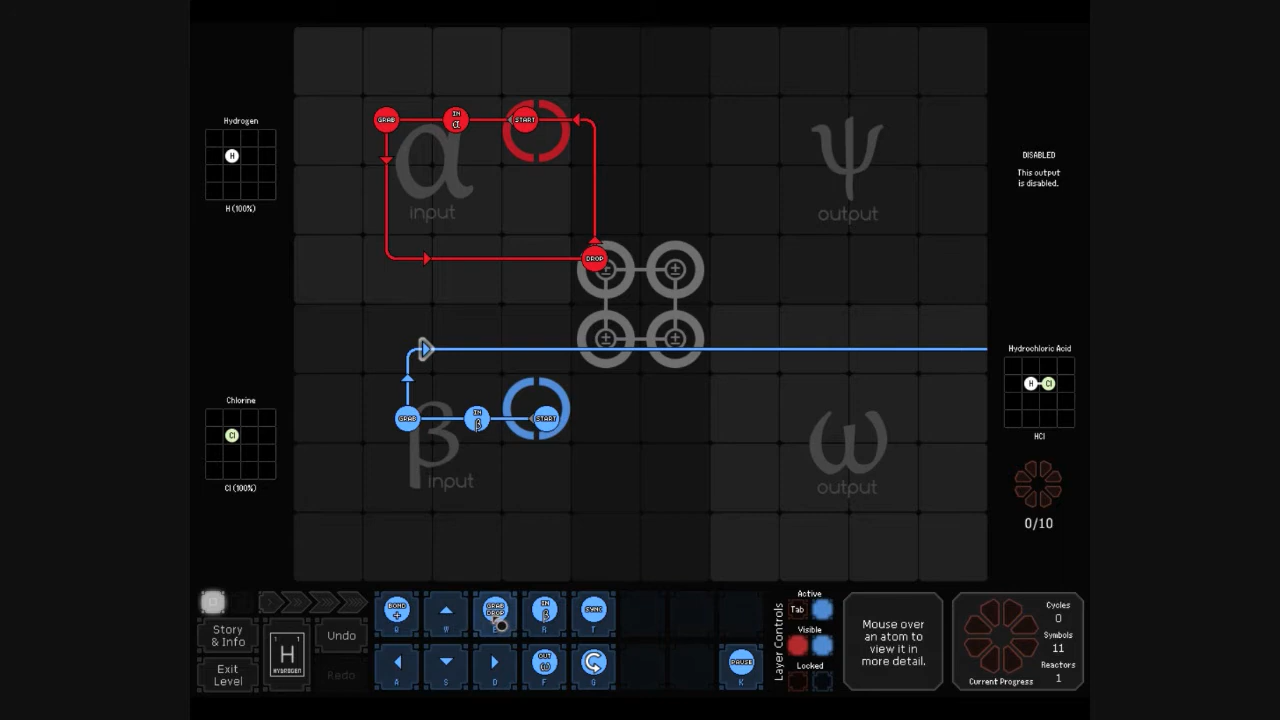 Hydrogen
H
H (100%)
GRAB
IN
α
START
α
input
DROP
ψ
output
DISABLED
This output
is disabled.
±
±
±
±
Chlorine
Cl
Cl (100%)
GRAB
IN
β
START
β
input
ω
output
Hydrochloric Acid
H
Cl
HCl
0/10
Story
& Info
Exit
Level
1
1
H
HYDROGEN
Undo
Redo
BOND
+
Q
W
GRAB
DROP
IN
β
R
SYNC
T
A
S
D
OUT
ω
F
G
PAUSE
K
Layer Controls
Active
Tab
Visible
Locked
Mouse over
an atom to
view it in
more detail.
Cycles
0
Symbols
11
Reactors
1
Current Progress